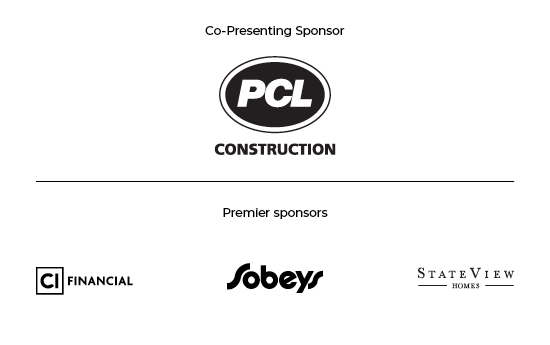 Co-Presenting Sponsor
PCL
CONSTRUCTION
Premier sponsors
CI FINANCIAL
Sobeys
STATEVIEW
HOMES